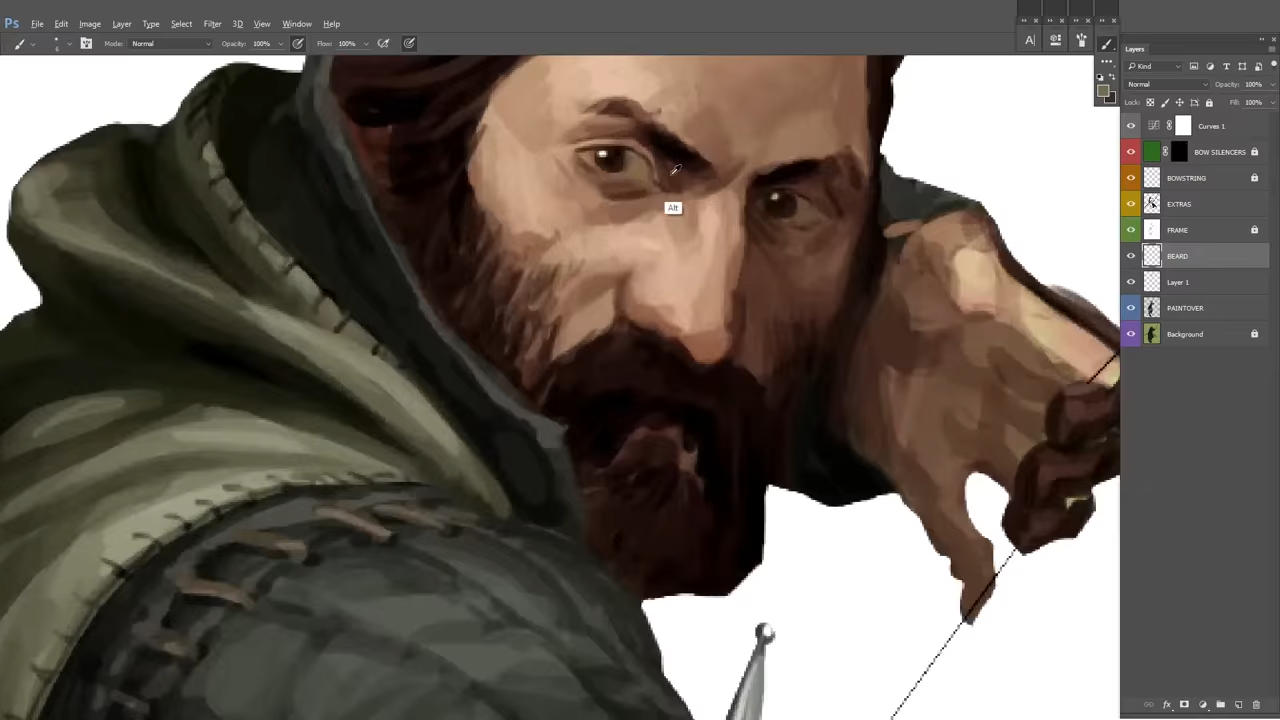 Ps File Edit Image Layer Type Select Filter 3D View Window Help
Mode: Normal Opacity: 100% Flow: 100%
A|
Layers
Kind
Normal Opacity: 100%
Lock: Fill: 100%
Curves 1
BOW SILENCERS
BOWSTRING
EXTRAS
FRAME
BEARD
Layer 1
PAINTOVER
Background
Alt
fx